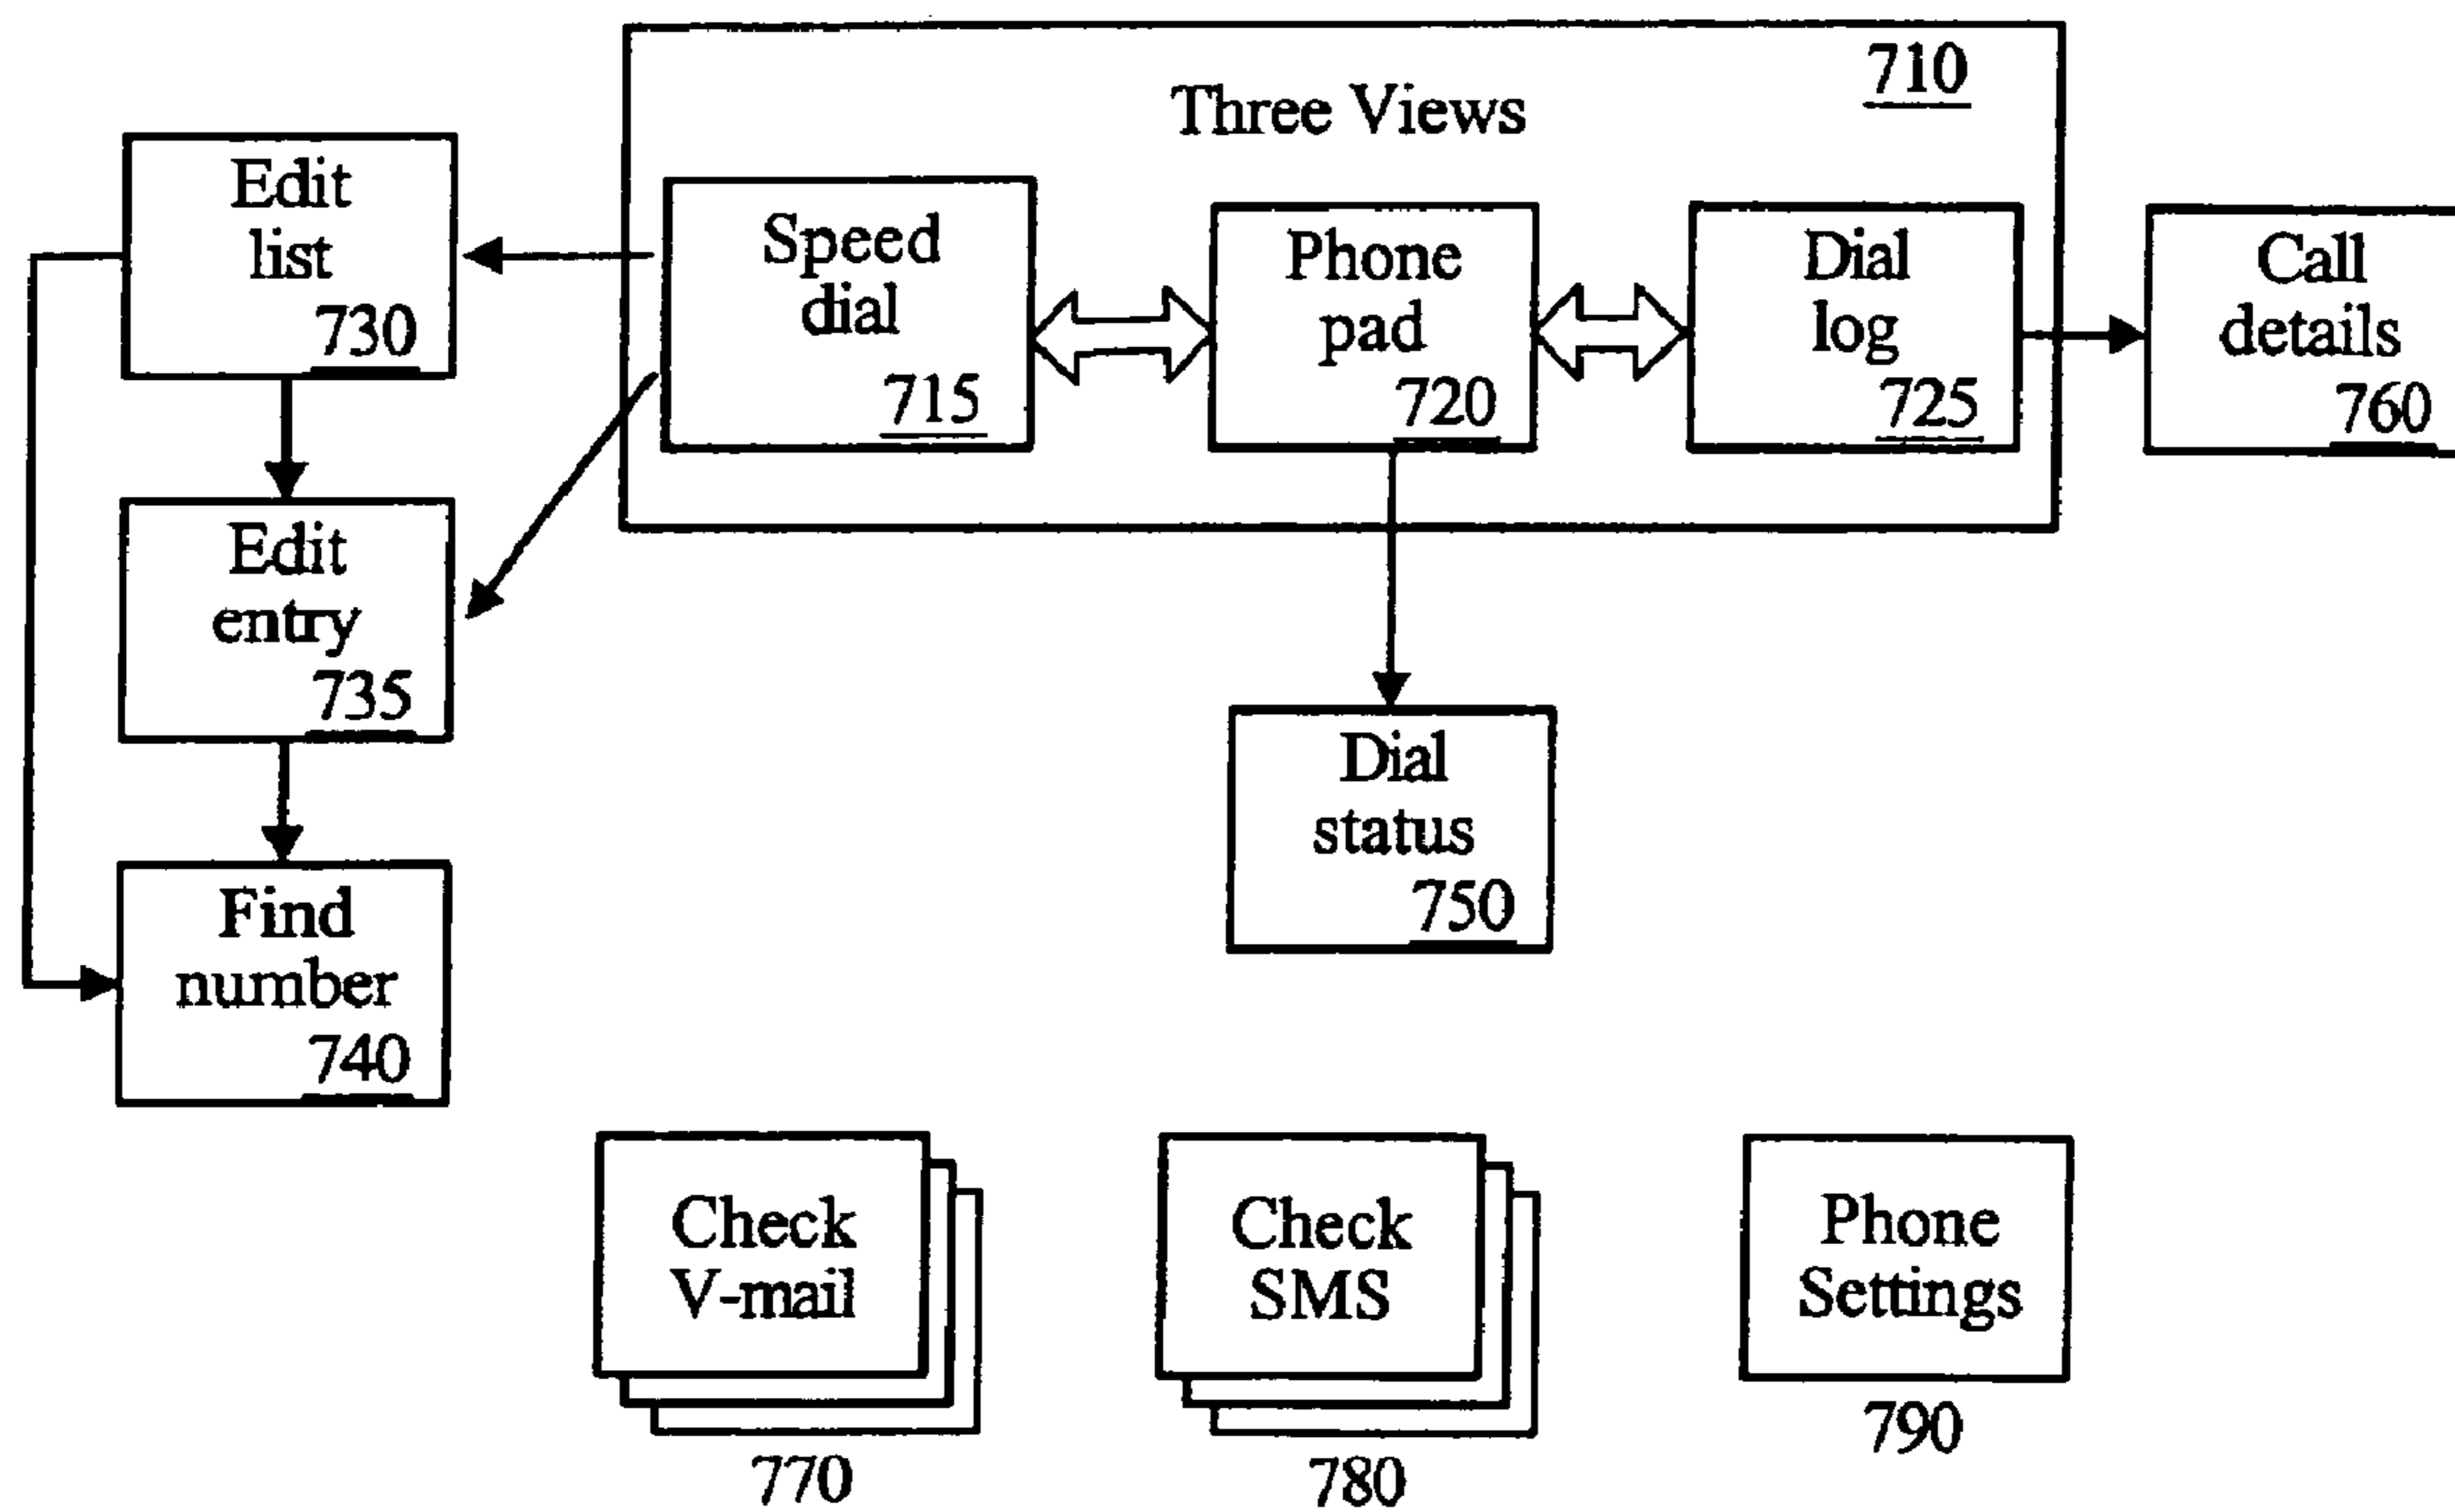 710
Three Views
Edit
list
730
Speed
dial
715
Phone
pad
720
Dial
log
725
Call
details
760
Edit
entry
735
Dial
status
750
Find
number
740
Check
V-mail
770
Check
SMS
780
Phone
Settings
790